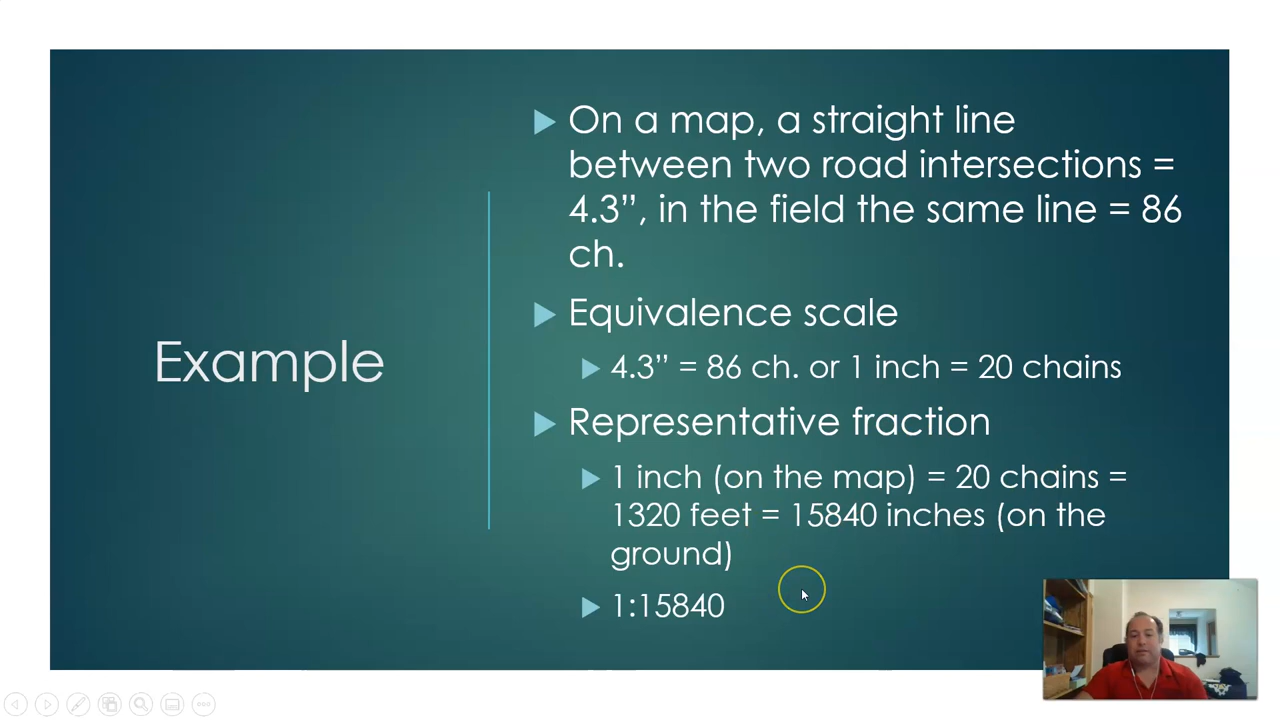 Example
On a map, a straight line
between two road intersections =
4.3”, in the field the same line = 86
ch.
Equivalence scale
4.3” = 86 ch. or 1 inch = 20 chains
Representative fraction
1 inch (on the map) = 20 chains =
1320 feet = 15840 inches (on the
ground)
1:15840